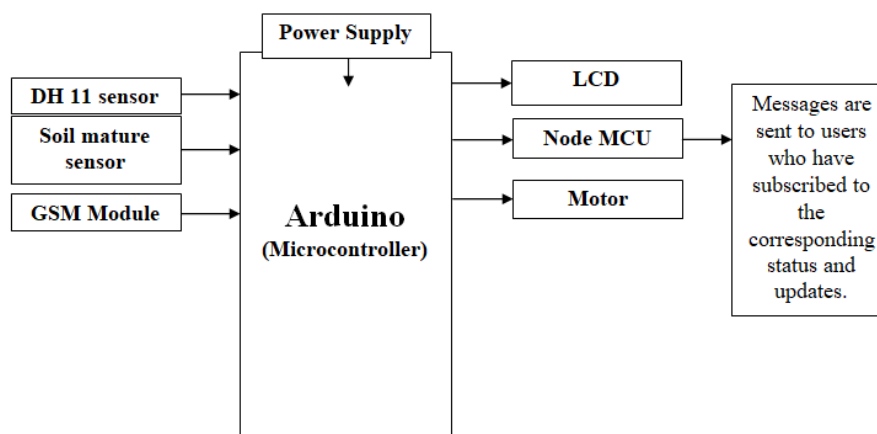 Power Supply
DH 11 sensor
Soil mature
sensor
GSM Module
Arduino
(Microcontroller)
LCD
Node MCU
Motor
Messages are
sent to users
who have
subscribed to
the
corresponding
status and
updates.